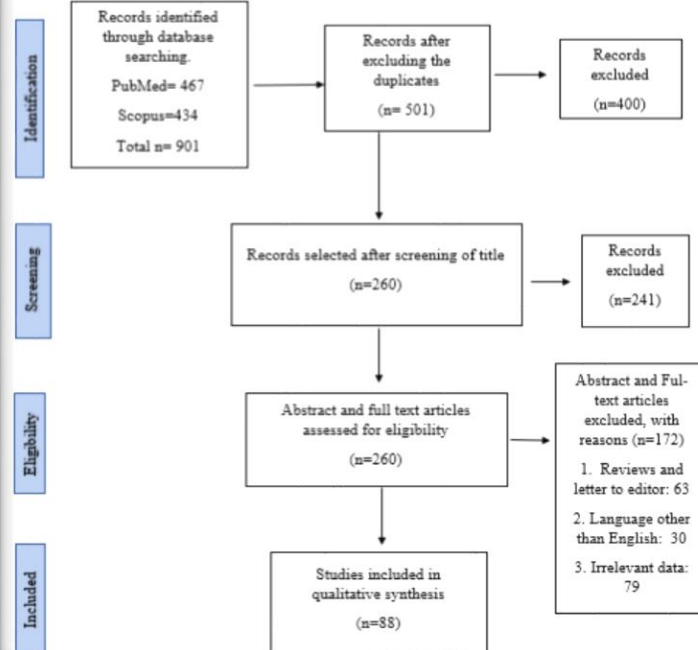 Identification
Records identified
through database
searching.
PubMed= 467
Scopus=434
Total n= 901
Records after
excluding the
duplicates
(n= 501)
Records
excluded
(n=400)
Screening
Records selected after screening of title
(n=260)
Records
excluded
(n=241)
Eligibility
Abstract and full text articles
assessed for eligibility
(n=260)
Abstract and Ful-
text articles
excluded, with
reasons (n=172)
1. Reviews and
letter to editor: 63
2. Language other
than English: 30
3. Irrelevant data:
79
Included
Studies included in
qualitative synthesis
(n=88)